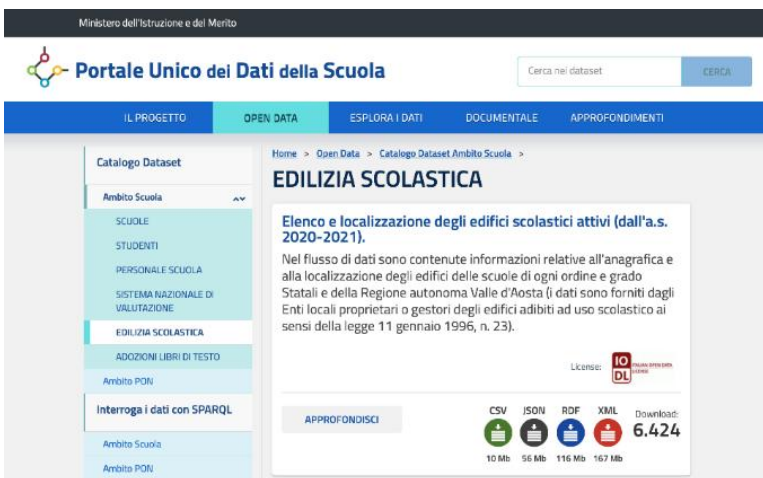 Ministero dell'Istruzione e del Merito
Portale Unico dei Dati della Scuola
Cerca nei dataset
CERCA
IL PROGETTO
OPEN DATA
ESPLORA I DATI
DOCUMENTALE
APPROFONDIMENTI
Catalogo Dataset
Ambito Scuola
SCUOLE
STUDENTI
PERSONALE SCUOLA
SISTEMA NAZIONALE DI
VALUTAZIONE
EDILIZIA SCOLASTICA
ADOZIONI LIBRI DI TESTO
Ambito PON
Interroga i dati con SPARQL
Ambito Scuola
Ambito PON
Home > Open Data > Catalogo Dataset Ambito Scuola >
EDILIZIA SCOLASTICA
Elenco e localizzazione degli edifici scolastici attivi (dall'a.s.
2020-2021).
Nel flusso di dati sono contenute informazioni relative all'anagrafica e
alla localizzazione degli edifici delle scuole di ogni ordine e grado
Statali e della Regione autonoma Valle d'Aosta (i dati sono forniti dagli
Enti locali proprietari o gestori degli edifici adibiti ad uso scolastico ai
sensi della legge 11 gennaio 1996, n. 23).
License:
IO
DL
ITALIAN OPEN DATA
LICENSE
APPROFONDISCI
CSV JSON RDF XML
10 Mb 56 Mb 116 Mb 167 Mb
Download:
6.424